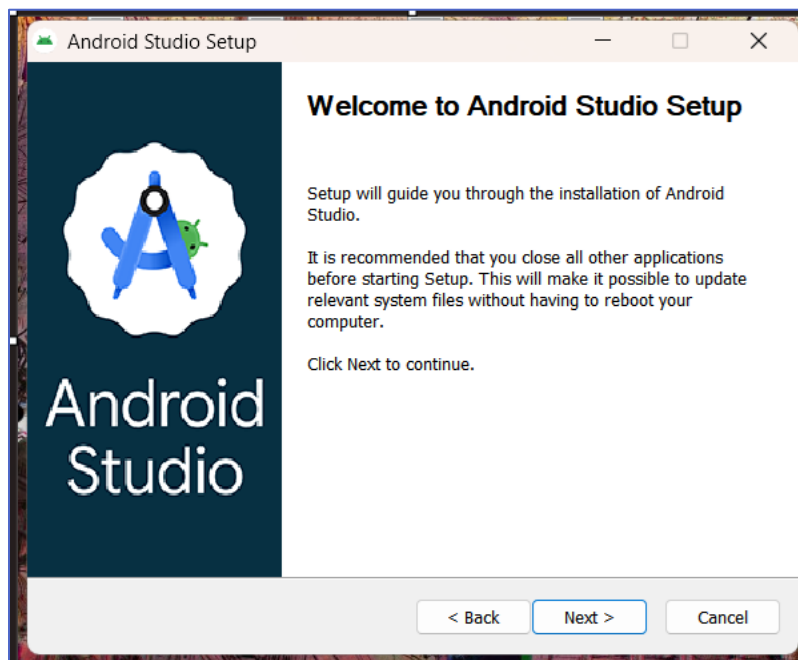 Android Studio Setup
Welcome to Android Studio Setup
Setup will guide you through the installation of Android
Studio.
It is recommended that you close all other applications
before starting Setup. This will make it possible to update
relevant system files without having to reboot your
computer.
Click Next to continue.
Android
Studio
< Back
Next >
Cancel